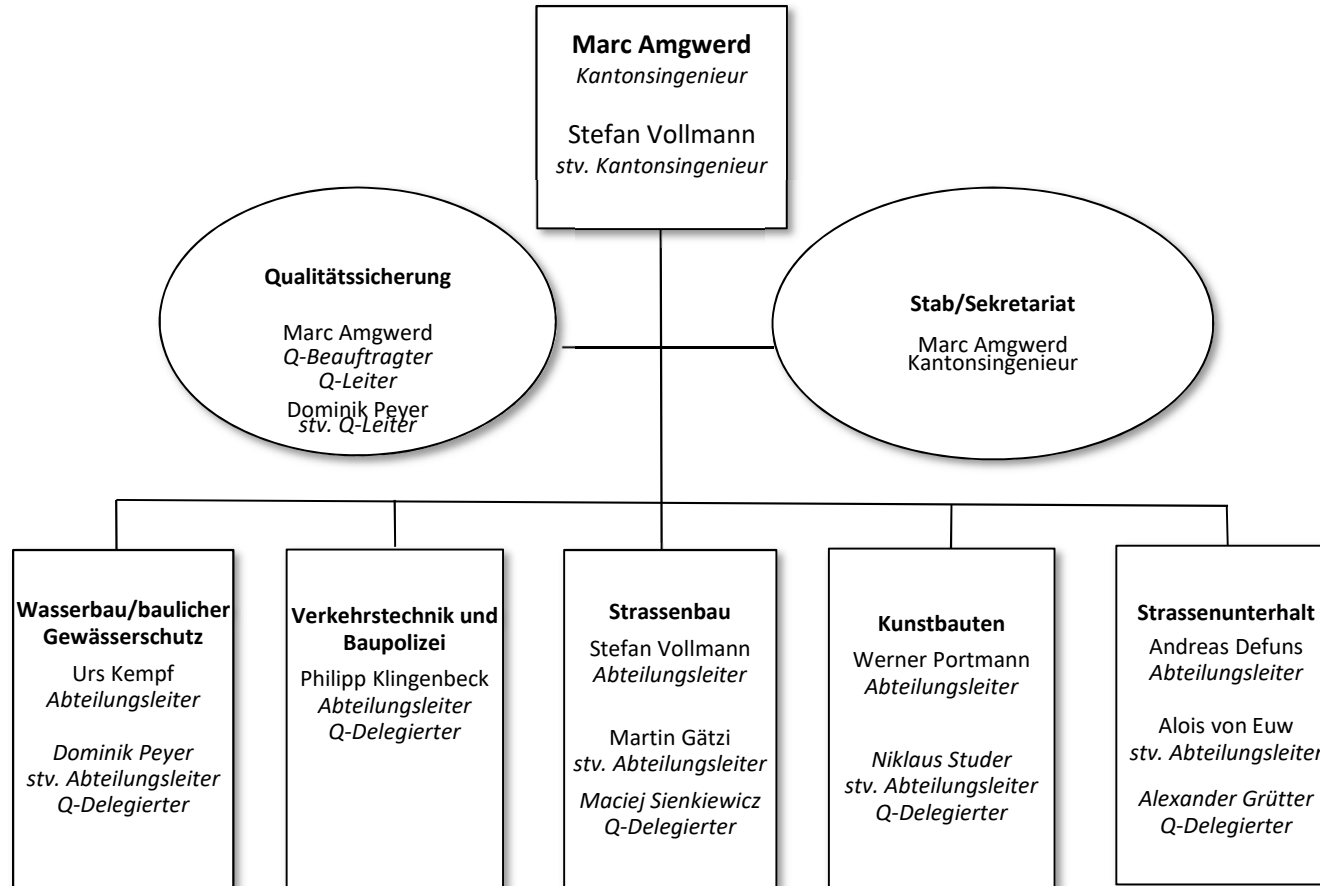 Marc Amgwerd
Kantonsingenieur
Stefan Vollmann
stv. Kantonsingenieur
Qualitätssicherung
Marc Amgwerd
Q-Beauftragter
Q-Leiter
Dominik Peyer
stv. Q-Leiter
Stab/Sekretariat
Marc Amgwerd
Kantonsingenieur
Wasserbau/baulicher
Gewässerschutz
Urs Kempf
Abteilungsleiter
Dominik Peyer
stv. Abteilungsleiter
Q-Delegierter
Verkehrstechnik und
Baupolizei
Philipp Klingenbeck
Abteilungsleiter
Q-Delegierter
Strassenbau
Stefan Vollmann
Abteilungsleiter
Martin Gätzi
stv. Abteilungsleiter
Maciej Sienkiewicz
Q-Delegierter
Kunstbauten
Werner Portmann
Abteilungsleiter
Niklaus Studer
stv. Abteilungsleiter
Q-Delegierter
Strassenunterhalt
Andreas Defuns
Abteilungsleiter
Alois von Euw
stv. Abteilungsleiter
Alexander Grütter
Q-Delegierter